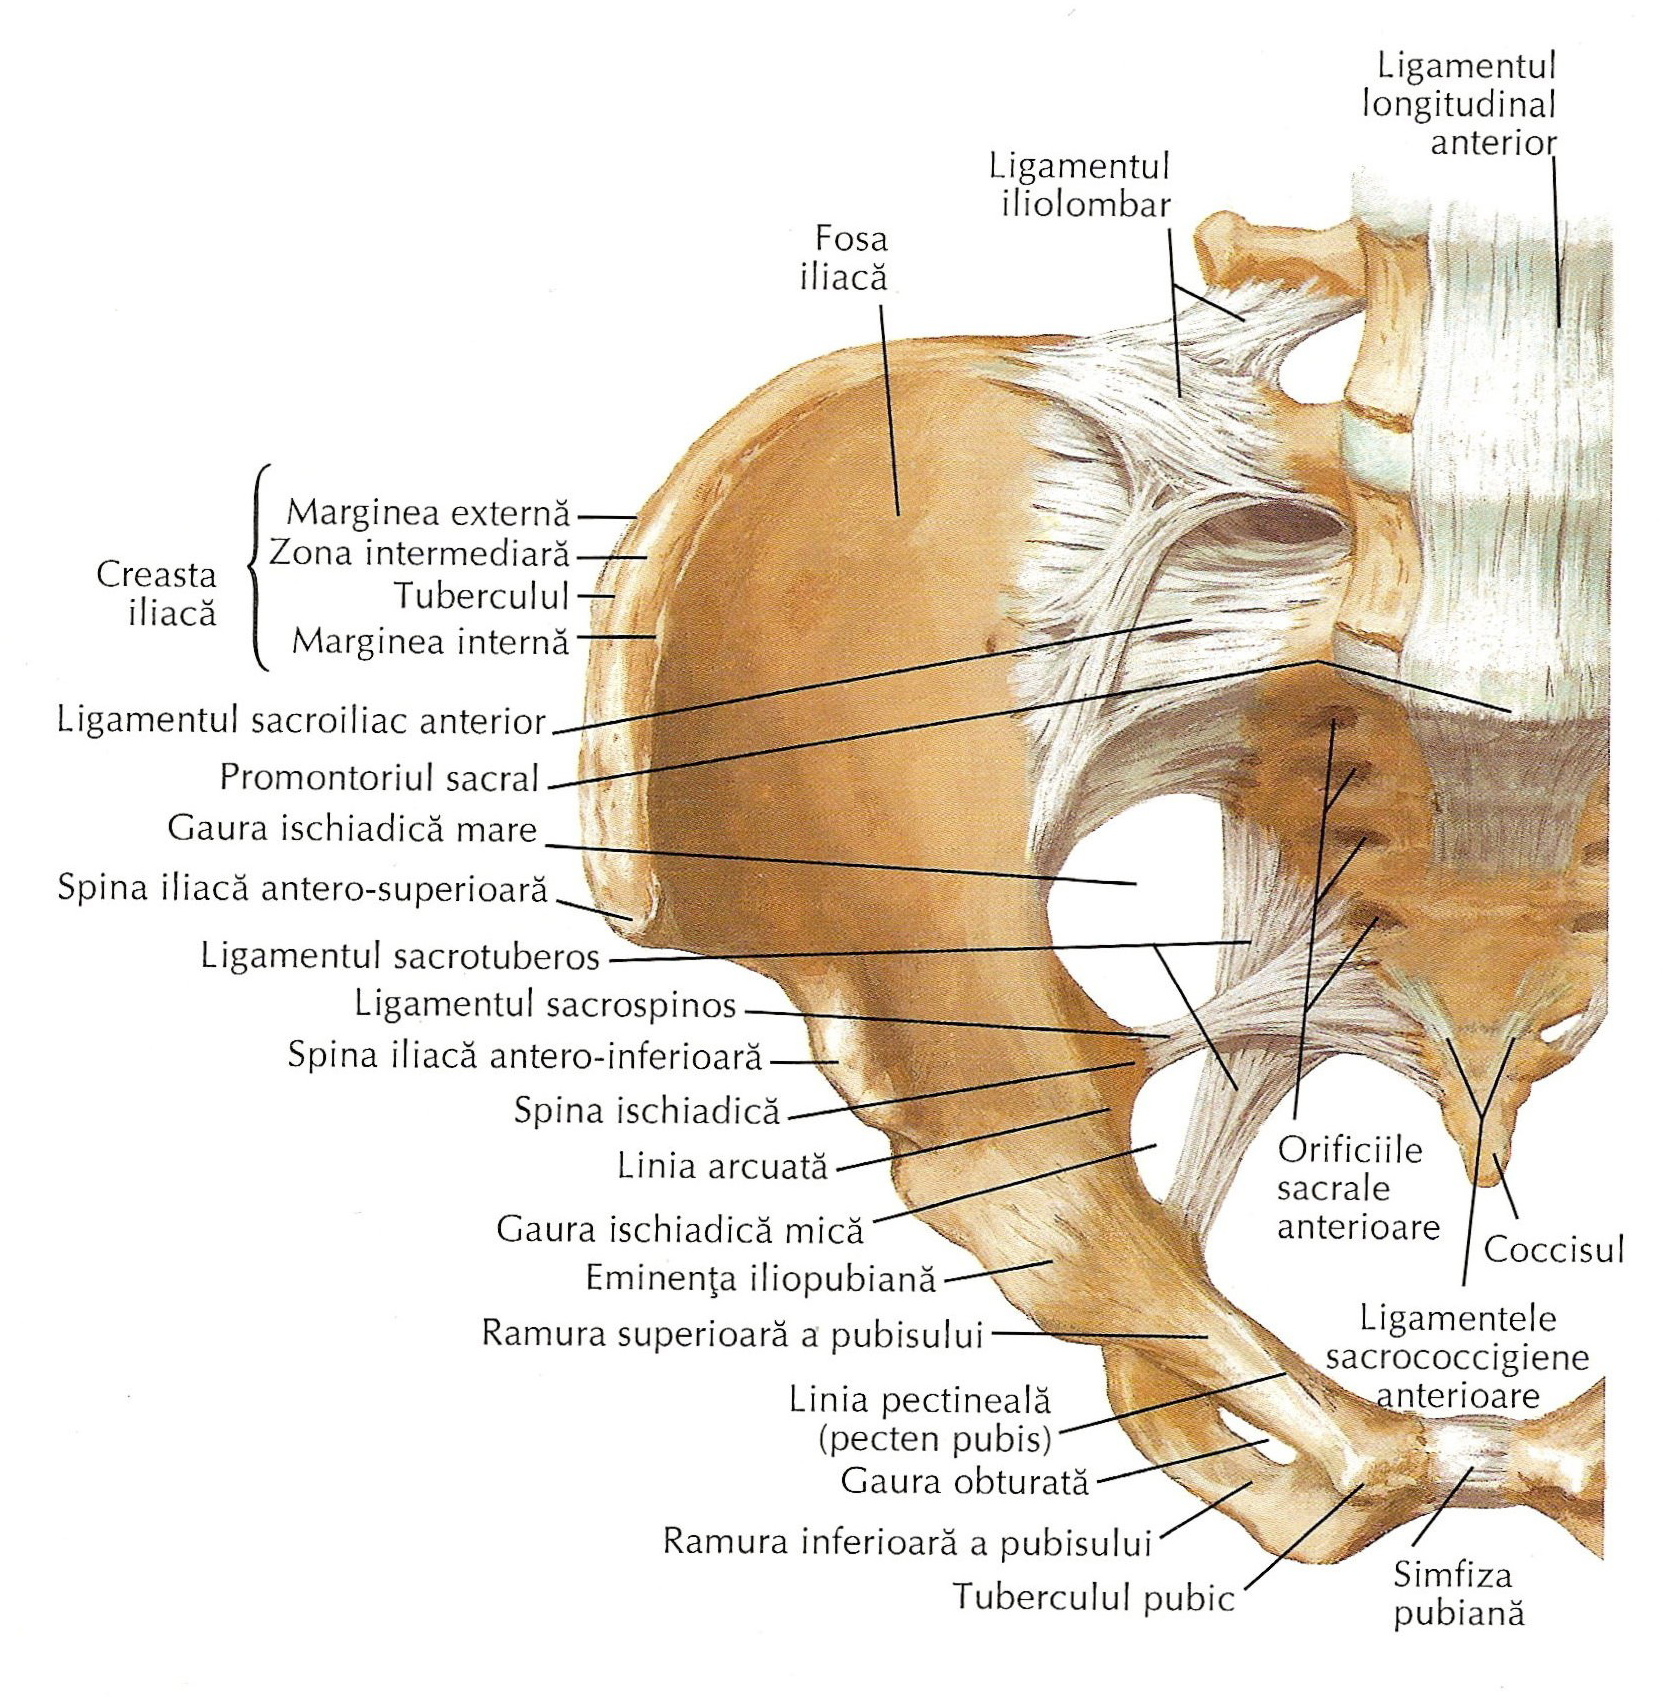 Ligamentul
longitudinal
anterior
Ligamentul
iliolombar
Fosa
iliacă
Creasta
iliacă
Marginea externă
Zona intermediară
Tuberculul
Marginea internă
Ligamentul sacroiliac anterior
Promontoriul sacral
Gaura ischiadică mare
Spina iliacă antero-superioară
Ligamentul sacrotuberos
Ligamentul sacrospinos
Spina iliacă antero-inferioară
Spina ischiadică
Linia arcuată
Gaura ischiadică mică
Eminența iliopubiană
Ramura superioară a pubisului
Linia pectineală
(pecten pubis)
Gaura obturată
Ramura inferioară a pubisului
Tuberculul pubic
Orificiile
sacrale
anterioare
Coccisul
Ligamentele
sacrococcigiene
anterioare
Simfiza
pubiană